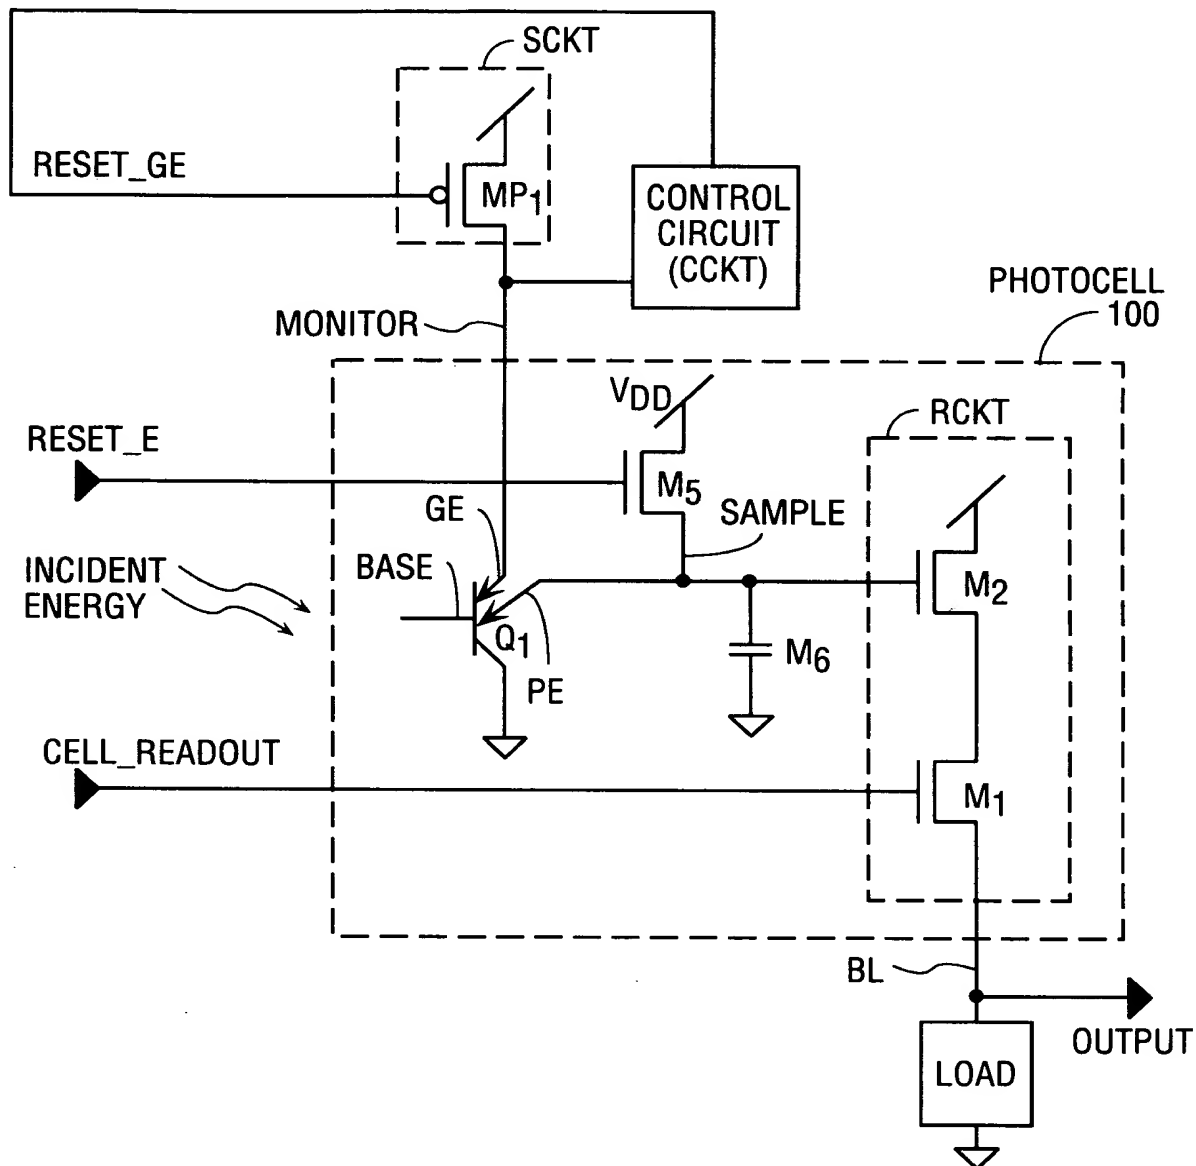 SCKT
RESET_GE
MP1
CONTROL
CIRCUIT
(CCKT)
PHOTOCELL
100
MONITOR
VDD
RCKT
RESET_E
M5
SAMPLE
GE
BASE
INCIDENT
ENERGY
M2
Q1
M6
PE
CELL_READOUT
M1
BL
OUTPUT
LOAD